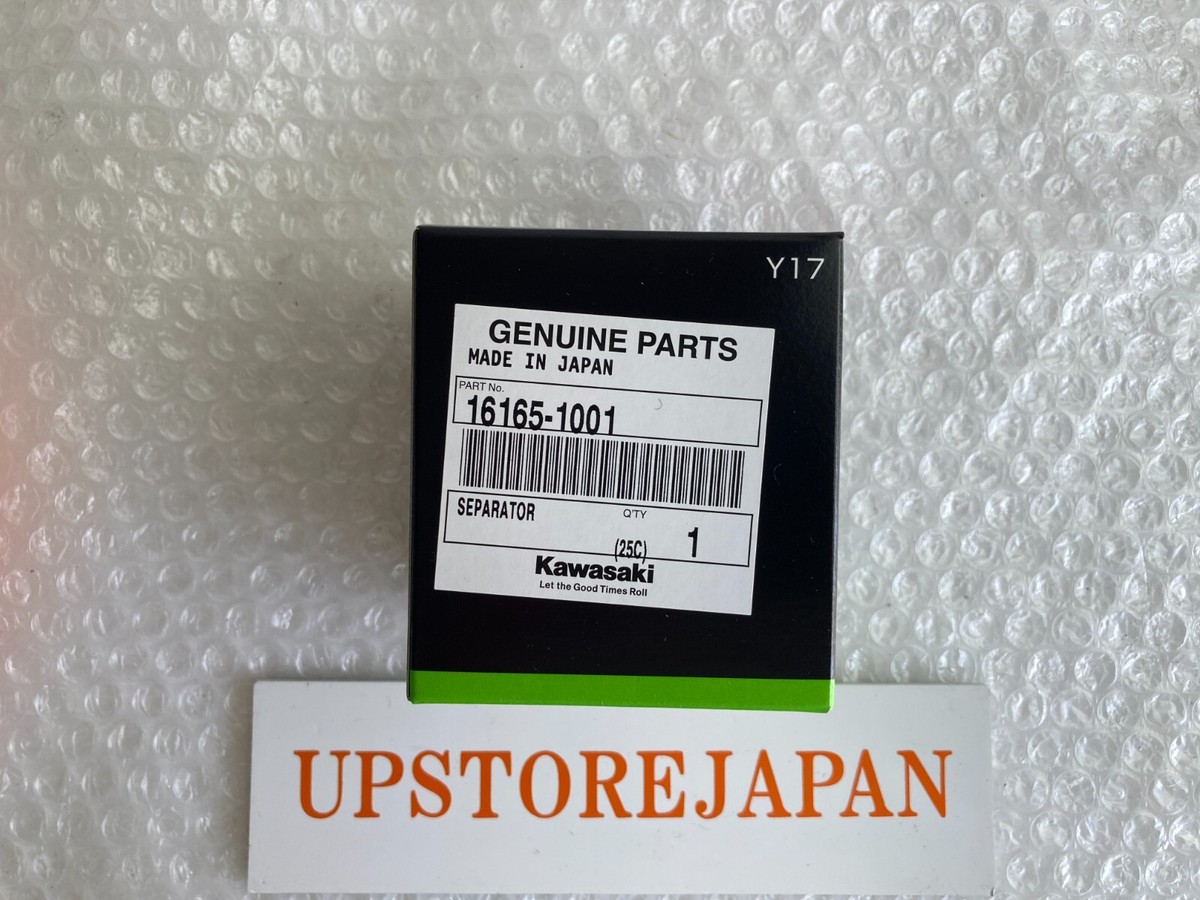 Y17
GENUINE PARTS
MADE IN JAPAN
PART No.
16165-1001
SEPARATOR
Q'TY
(25C)
1
Kawasaki
Let the Good Times Roll
UPSTOREJAPAN